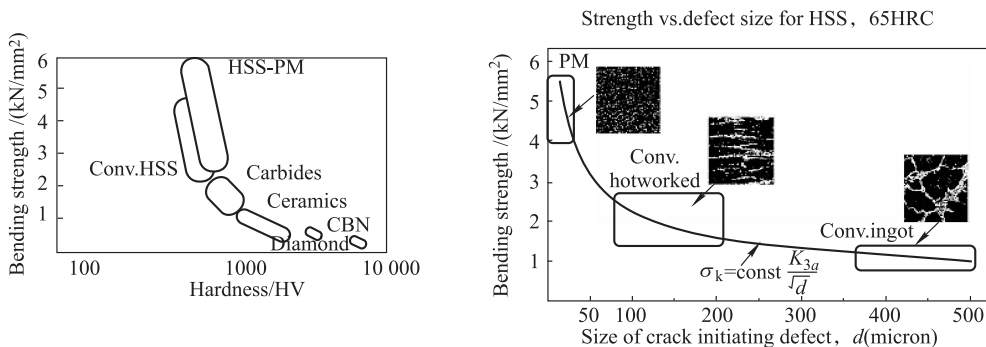 Bending strength /(kN/mm²)
6
5
4
3
2
1
HSS-PM
Conv.HSS
Carbides
Ceramics
CBN
Diamond
100
1000
10 000
Hardness/HV
Strength vs.defect size for HSS, 65HRC
Bending strength /(kN/mm²)
6
5
4
3
2
1
PM
Conv.
hotworked
Conv.ingot
σk=const K3a/√d
50
100
200
300
400
500
Size of crack initiating defect, d(micron)